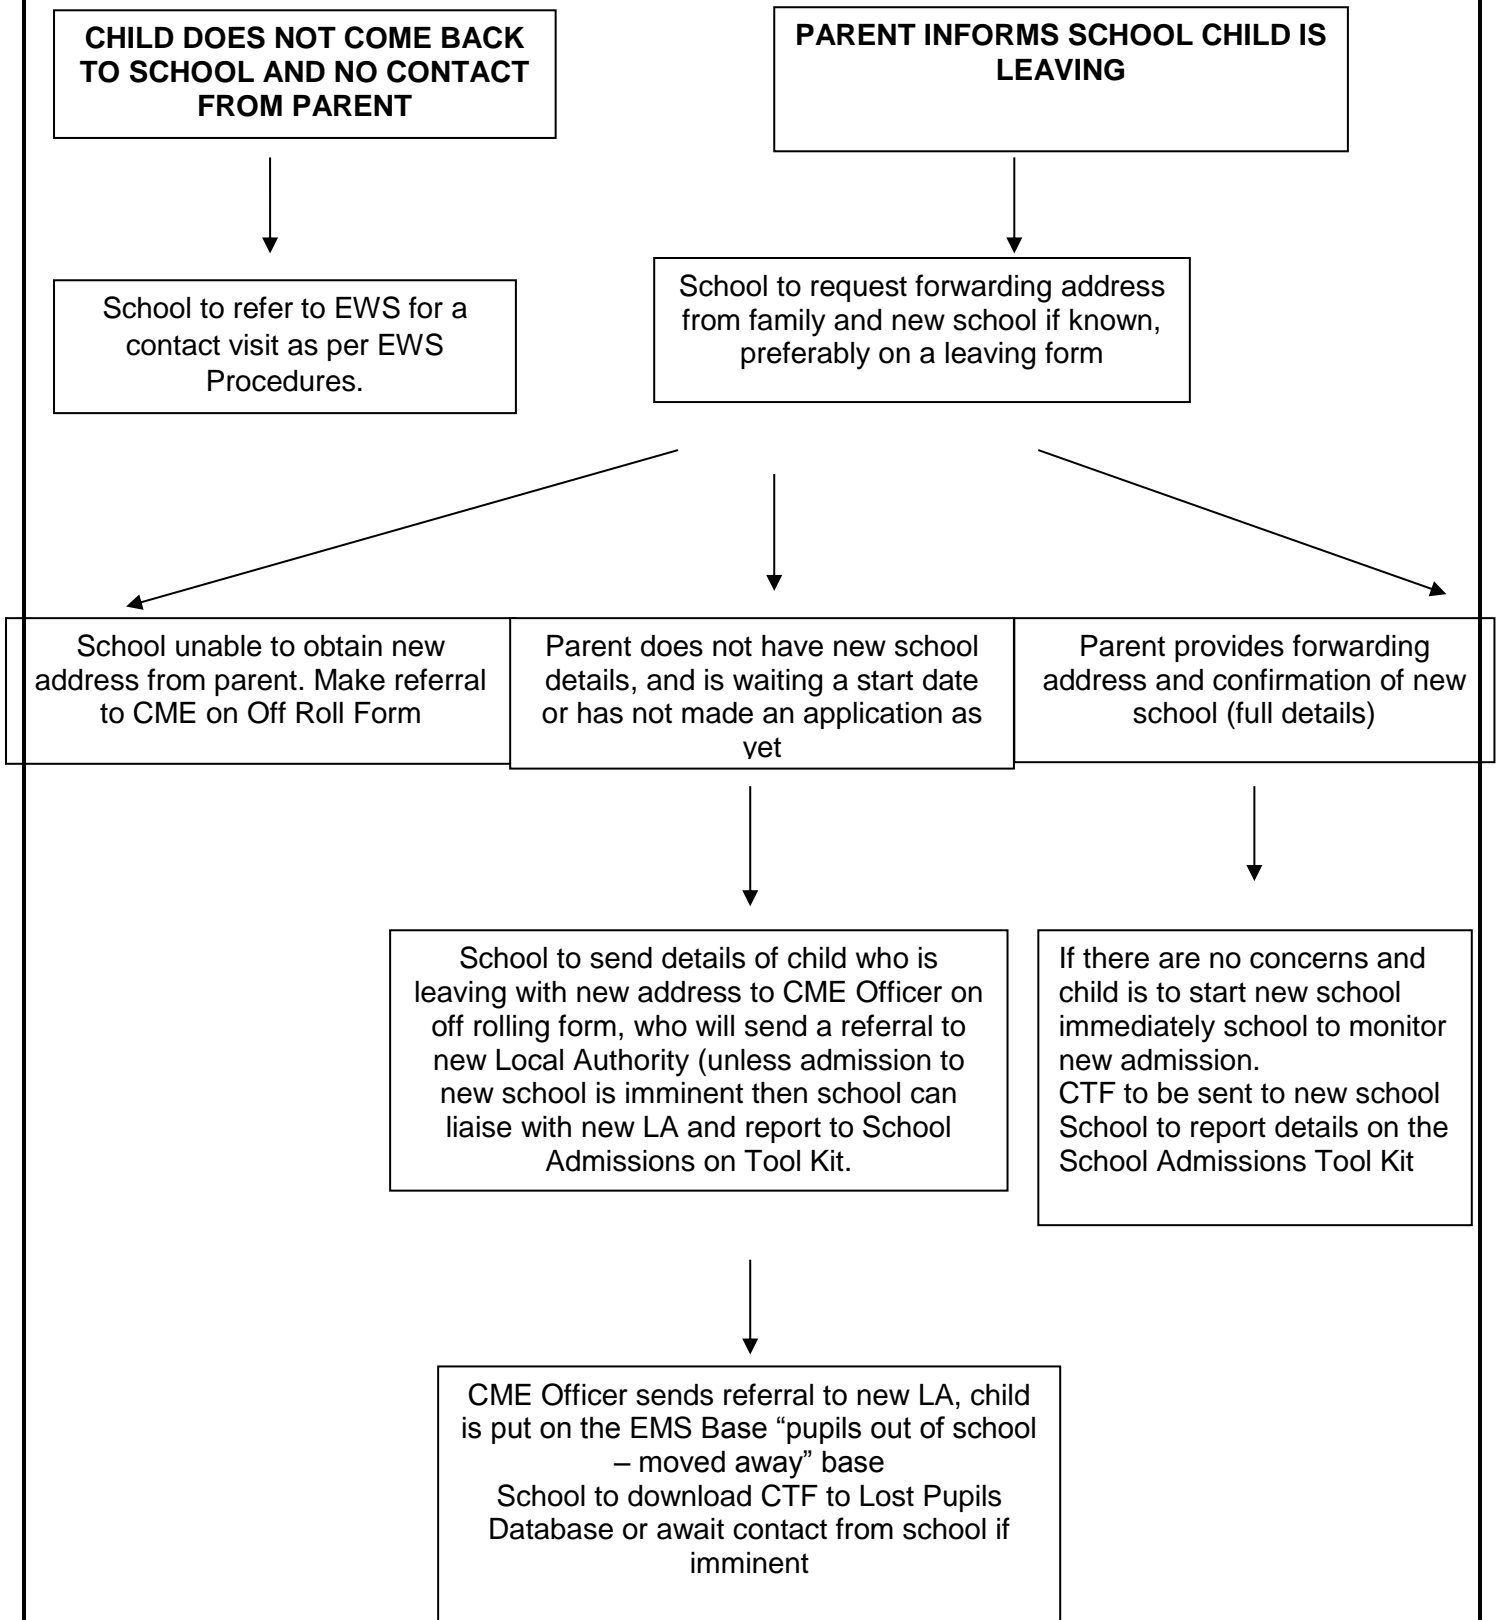 CHILD DOES NOT COME BACK
TO SCHOOL AND NO CONTACT
FROM PARENT
PARENT INFORMS SCHOOL CHILD IS
LEAVING
School to refer to EWS for a
contact visit as per EWS
Procedures.
School to request forwarding address
from family and new school if known,
preferably on a leaving form
School unable to obtain new
address from parent. Make referral
to CME on Off Roll Form
Parent does not have new school
details, and is waiting a start date
or has not made an application as
yet
Parent provides forwarding
address and confirmation of new
school (full details)
School to send details of child who is
leaving with new address to CME Officer on
off rolling form, who will send a referral to
new Local Authority (unless admission to
new school is imminent then school can
liaise with new LA and report to School
Admissions on Tool Kit.
If there are no concerns and
child is to start new school
immediately school to monitor
new admission.
CTF to be sent to new school
School to report details on the
School Admissions Tool Kit
CME Officer sends referral to new LA, child
is put on the EMS Base “pupils out of school
– moved away” base
School to download CTF to Lost Pupils
Database or await contact from school if
imminent